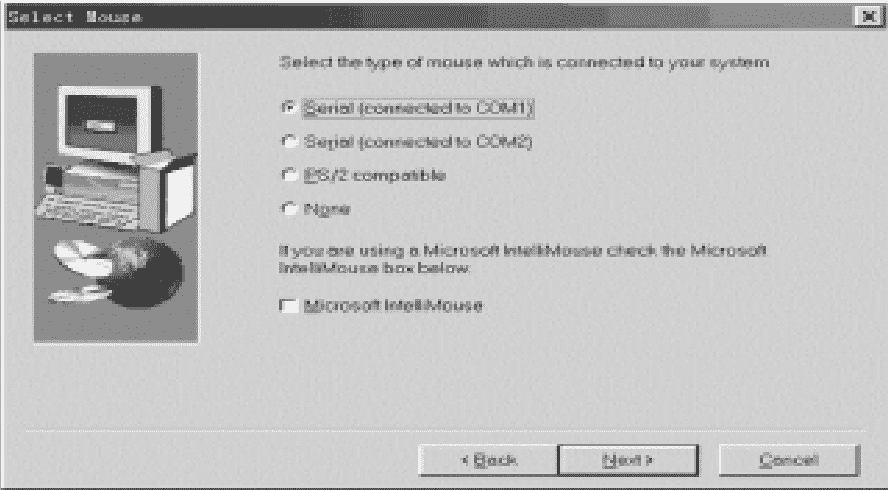 Select Mouse
Select the type of mouse which is connected to your system
Serial (connected to COM1)
Serial (connected to COM2)
PS/2 compatible
None
If you are using a Microsoft IntelliMouse check the Microsoft
IntelliMouse box below.
Microsoft IntelliMouse
< Back
Next >
Cancel